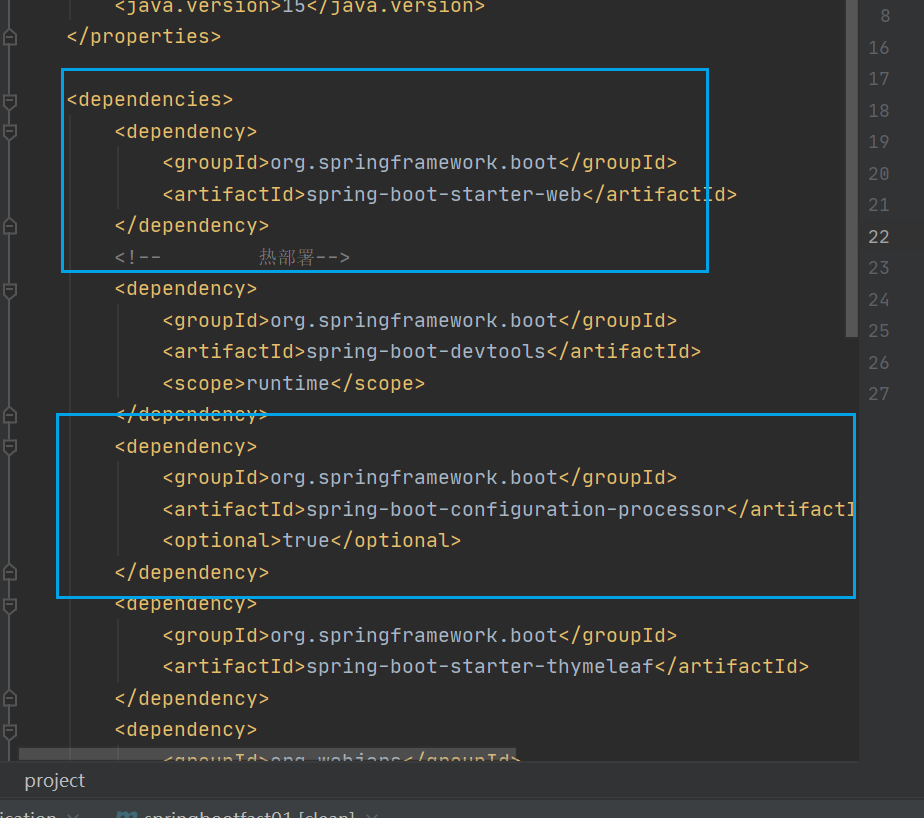 <java.version>15</java.version>
</properties>
<dependencies>
<dependency>
<groupId>org.springframework.boot</groupId>
<artifactId>spring-boot-starter-web</artifactId>
</dependency>
<!-- 热部署-->
<dependency>
<groupId>org.springframework.boot</groupId>
<artifactId>spring-boot-devtools</artifactId>
<scope>runtime</scope>
</dependency>
<dependency>
<groupId>org.springframework.boot</groupId>
<artifactId>spring-boot-configuration-processor</artifactI
<optional>true</optional>
</dependency>
<dependency>
<groupId>org.springframework.boot</groupId>
<artifactId>spring-boot-starter-thymeleaf</artifactId>
</dependency>
<dependency>
<groupId>org.webjars</groupId>
8
16
17
18
19
20
21
22
23
24
25
26
27
project
ication
springbootfast01 [clean]